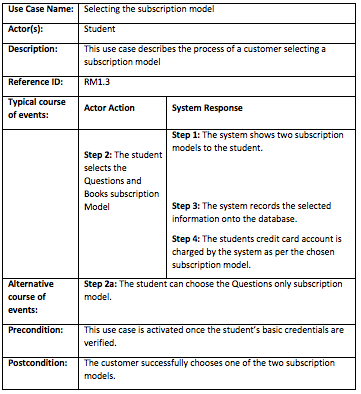 Use Case Name: Selecting the subscription model
Actor(s): Student
Description: This use case describes the process of a customer selecting a
subscription model
Reference ID: RM1.3
Typical course
of events:
Actor Action
System Response
Step 1: The system shows two subscription
models to the student.
Step 2: The student
selects the
Questions and
Books subscription
Model
Step 3: The system records the selected
information onto the database.
Step 4: The students credit card account is
charged by the system as per the chosen
subscription model.
Alternative
course of
events:
Step 2a: The student can choose the Questions only subscription
model.
Precondition: This use case is activated once the student's basic credentials are
verified.
Postcondition: The customer successfully chooses one of the two subscription
models.